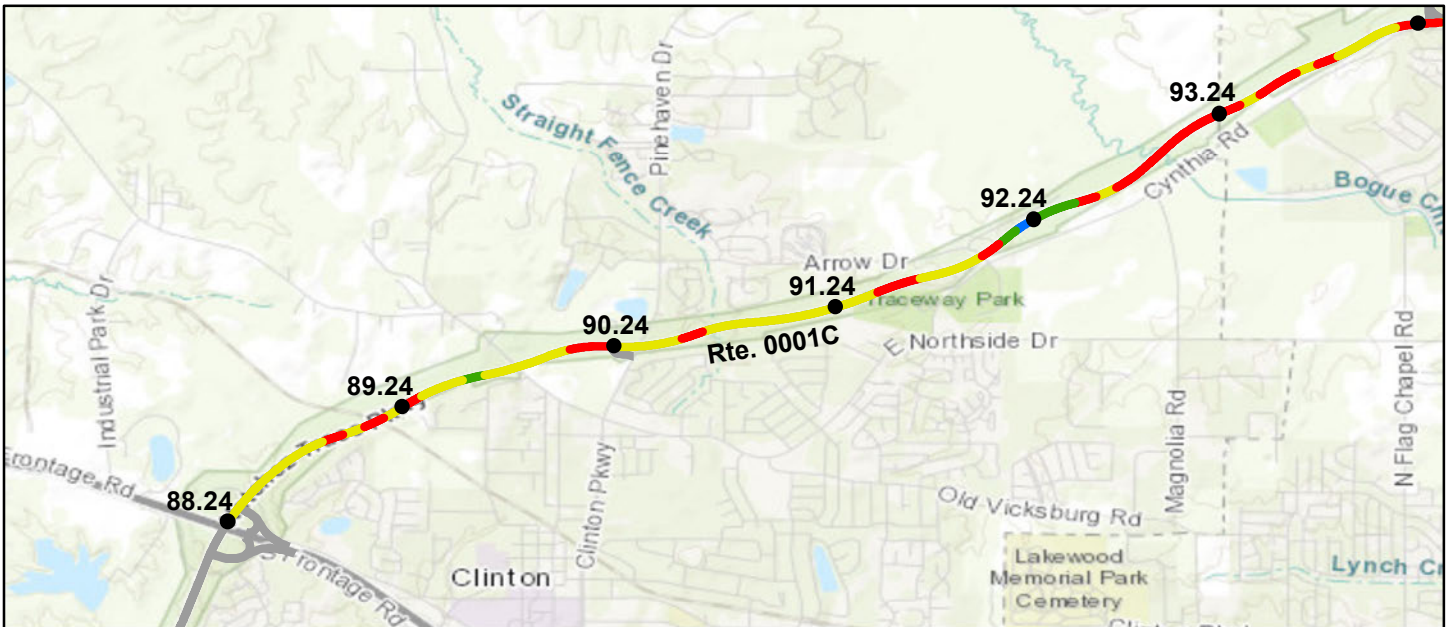 Pinehaven Dr
Straight Fence Creek
93.24
Cynthia Rd
Bogue
92.24
Arrow Dr
91.24
Traceway Park
Industrial Park Dr
90.24
Rte. 0001C
E Northside Dr
N Flag Chapel Rd
89.24
Magnolia Rd
Frontage Rd
88.24
Clinton Pkwy
Old Vicksburg Rd
S Frontage Rd
Clinton
Lakewood
Memorial Park
Cemetery
Lynch